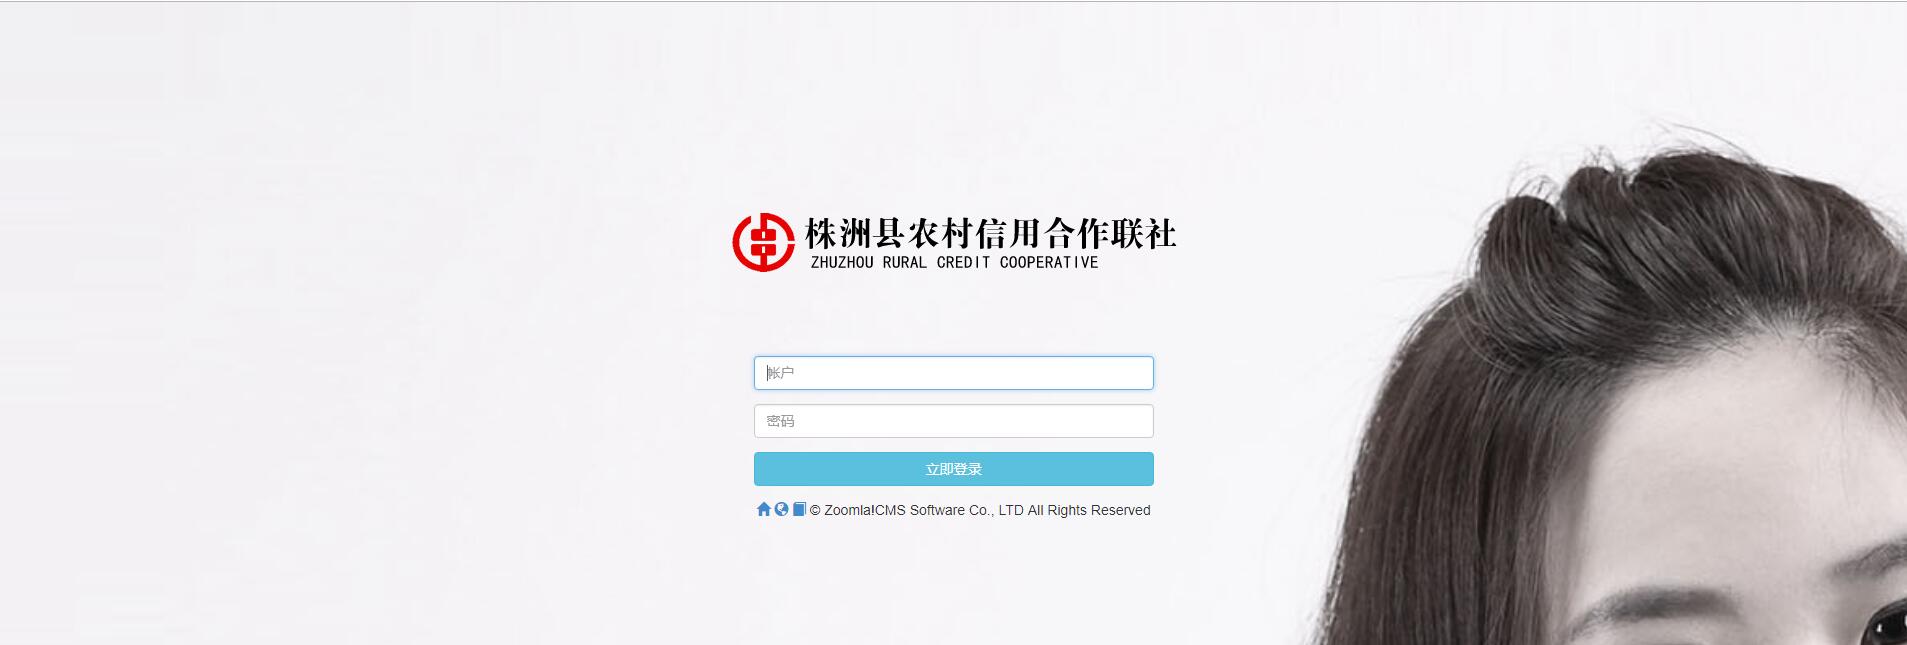 株洲县农村信用合作联社
ZHUZHOU RURAL CREDIT COOPERATIVE
帐户
密码
立即登录
© Zoomla!CMS Software Co., LTD All Rights Reserved